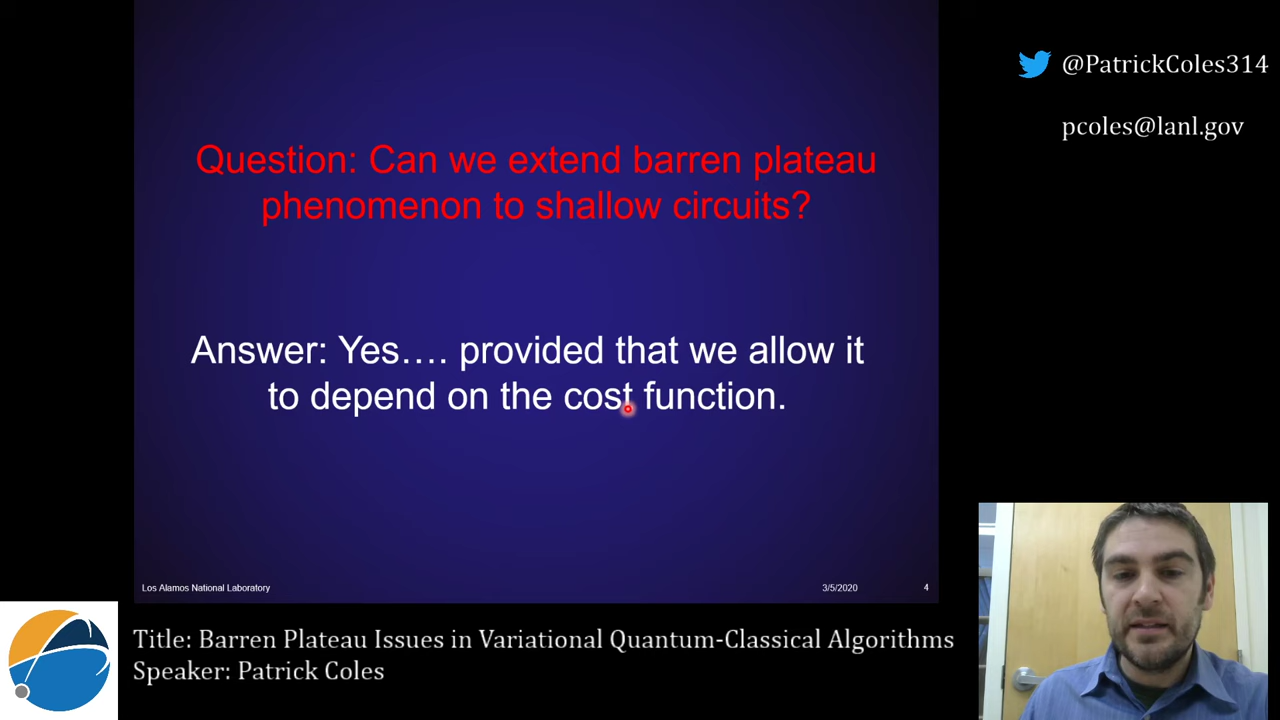 @PatrickColes314
pcoles@lanl.gov
Question: Can we extend barren plateau
phenomenon to shallow circuits?
Answer: Yes…. provided that we allow it
to depend on the cost function.
Los Alamos National Laboratory
3/5/2020
4
Title: Barren Plateau Issues in Variational Quantum-Classical Algorithms
Speaker: Patrick Coles